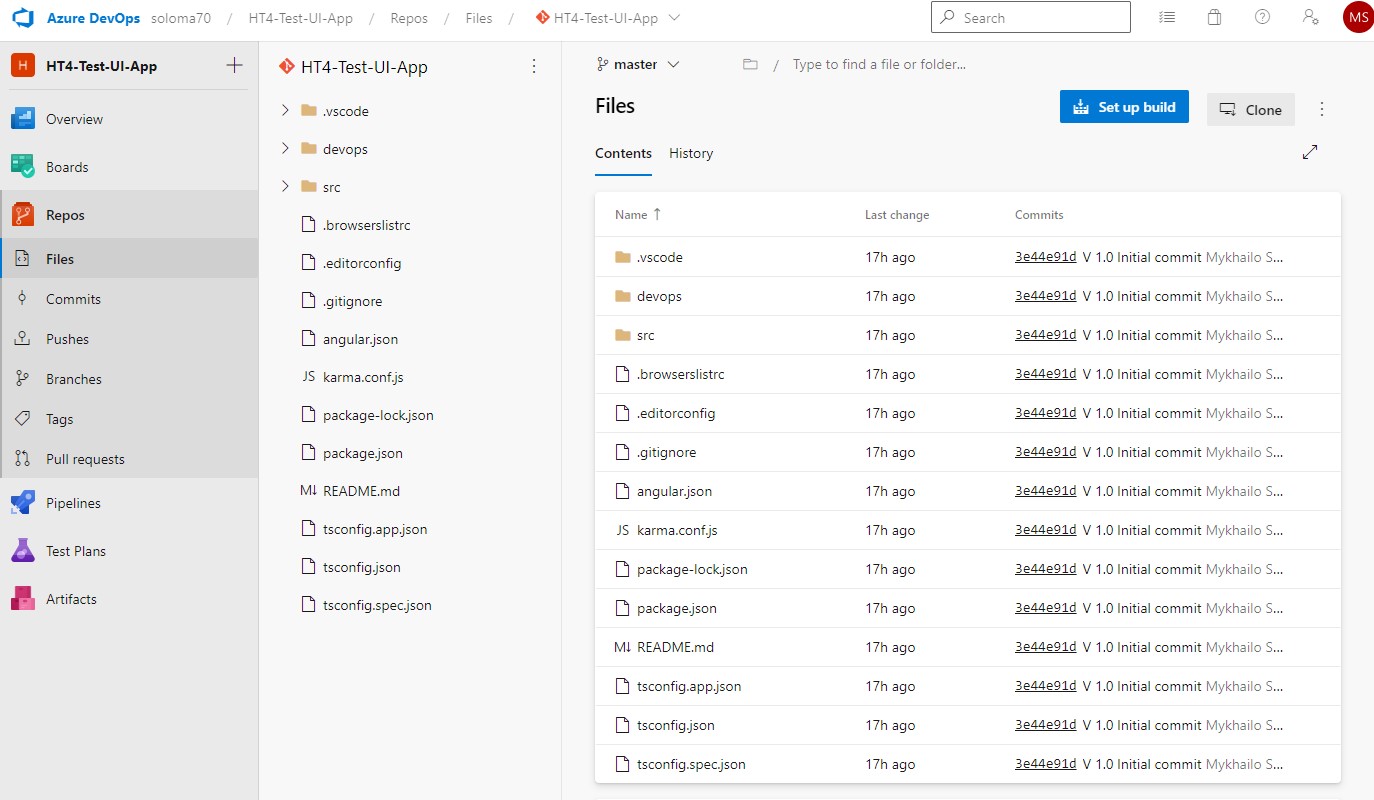 Azure DevOps soloma70 / HT4-Test-UI-App / Repos / Files / HT4-Test-UI-App
Search
MS
H HT4-Test-UI-App
Overview
Boards
Repos
Files
Commits
Pushes
Branches
Tags
Pull requests
Pipelines
Test Plans
Artifacts
HT4-Test-UI-App
.vscode
devops
src
.browserslistrc
.editorconfig
.gitignore
angular.json
JS karma.conf.js
package-lock.json
package.json
M↓ README.md
tsconfig.app.json
tsconfig.json
tsconfig.spec.json
master / Type to find a file or folder...
Files
Set up build
Clone
Contents History
Name ↑ Last change Commits
.vscode 17h ago 3e44e91d V 1.0 Initial commit Mykhailo S...
devops 17h ago 3e44e91d V 1.0 Initial commit Mykhailo S...
src 17h ago 3e44e91d V 1.0 Initial commit Mykhailo S...
.browserslistrc 17h ago 3e44e91d V 1.0 Initial commit Mykhailo S...
.editorconfig 17h ago 3e44e91d V 1.0 Initial commit Mykhailo S...
.gitignore 17h ago 3e44e91d V 1.0 Initial commit Mykhailo S...
angular.json 17h ago 3e44e91d V 1.0 Initial commit Mykhailo S...
JS karma.conf.js 17h ago 3e44e91d V 1.0 Initial commit Mykhailo S...
package-lock.json 17h ago 3e44e91d V 1.0 Initial commit Mykhailo S...
package.json 17h ago 3e44e91d V 1.0 Initial commit Mykhailo S...
M↓ README.md 17h ago 3e44e91d V 1.0 Initial commit Mykhailo S...
tsconfig.app.json 17h ago 3e44e91d V 1.0 Initial commit Mykhailo S...
tsconfig.json 17h ago 3e44e91d V 1.0 Initial commit Mykhailo S...
tsconfig.spec.json 17h ago 3e44e91d V 1.0 Initial commit Mykhailo S...